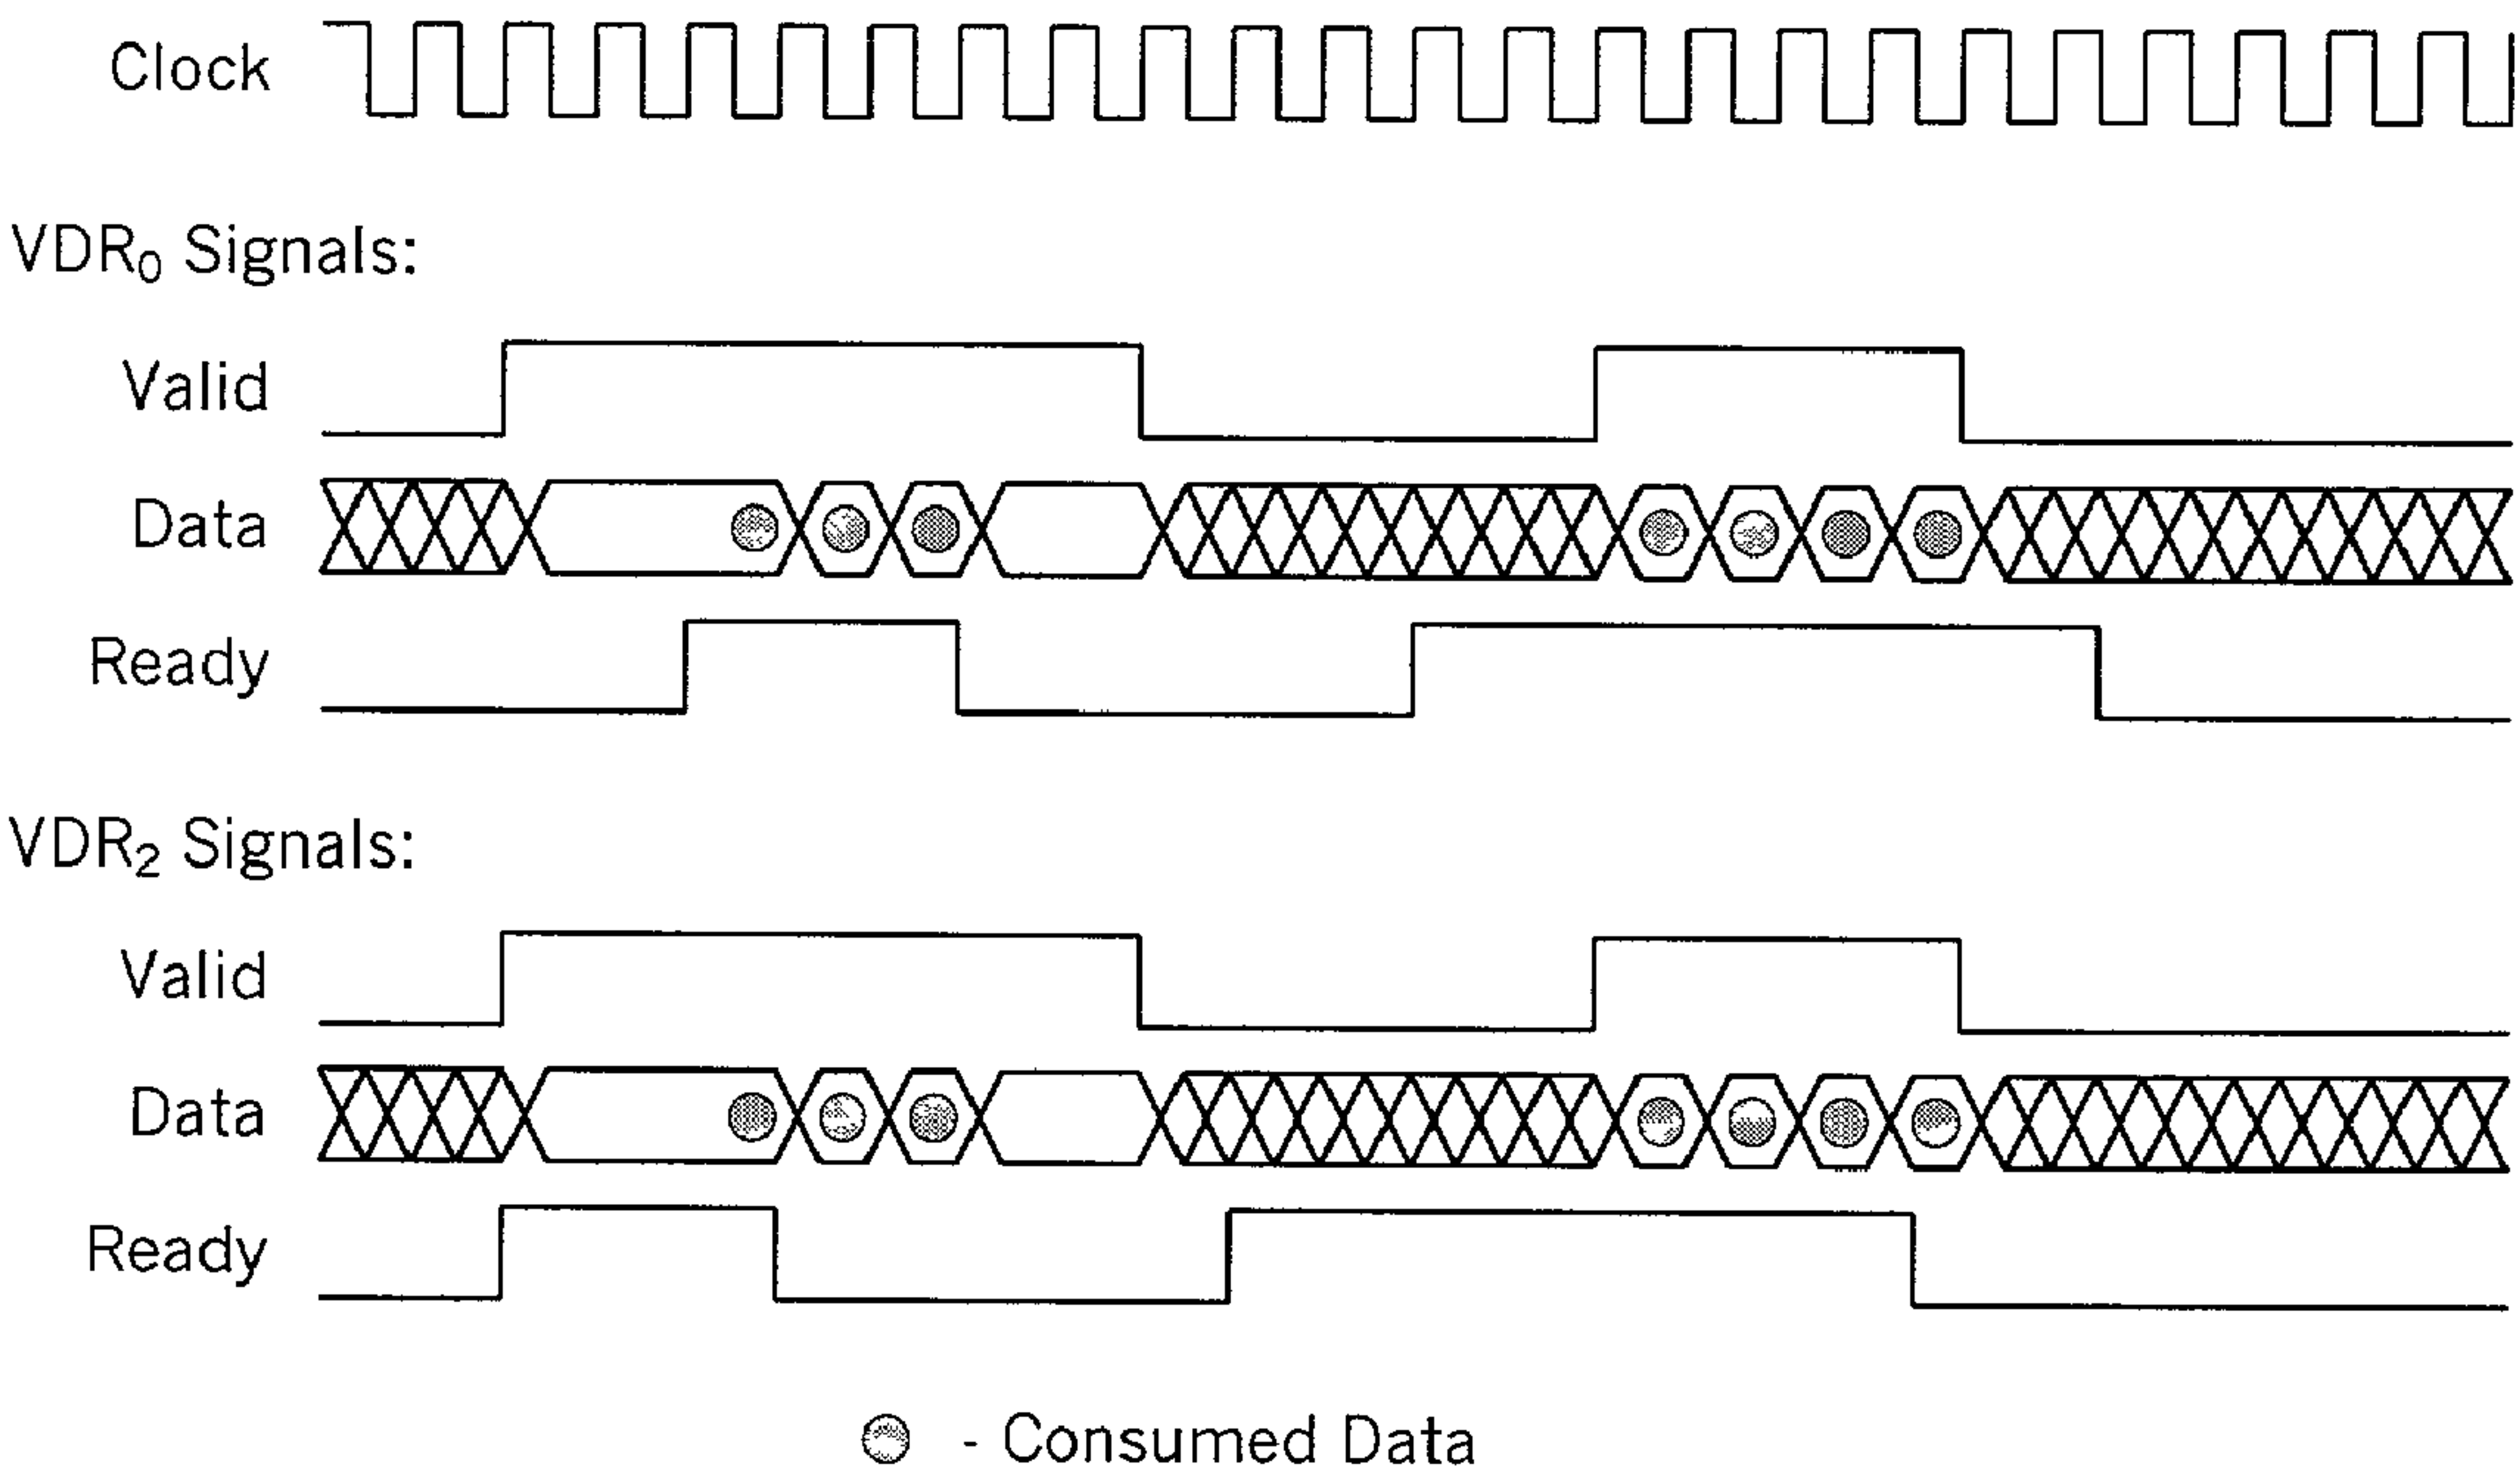 Clock
VDR₀ Signals:
Valid
Data
Ready
VDR₂ Signals:
Valid
Data
Ready
- Consumed Data